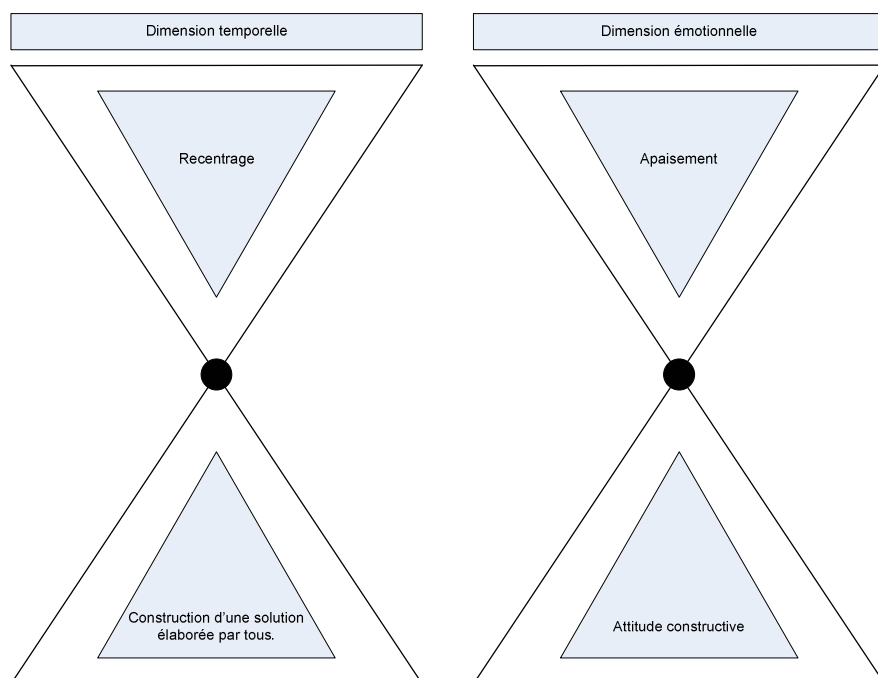 Dimension temporelle
Dimension émotionnelle
Recentrage
Apaisement
Construction d’une solution
élaborée par tous.
Attitude constructive